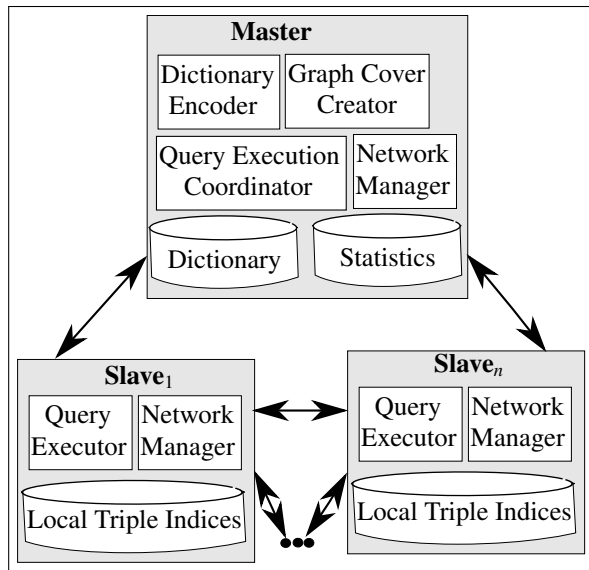 Master
Dictionary
Encoder
Graph Cover
Creator
Query Execution
Coordinator
Network
Manager
Dictionary
Statistics
Slave1
Query
Executor
Network
Manager
Local Triple Indices
Slaven
Query
Executor
Network
Manager
Local Triple Indices